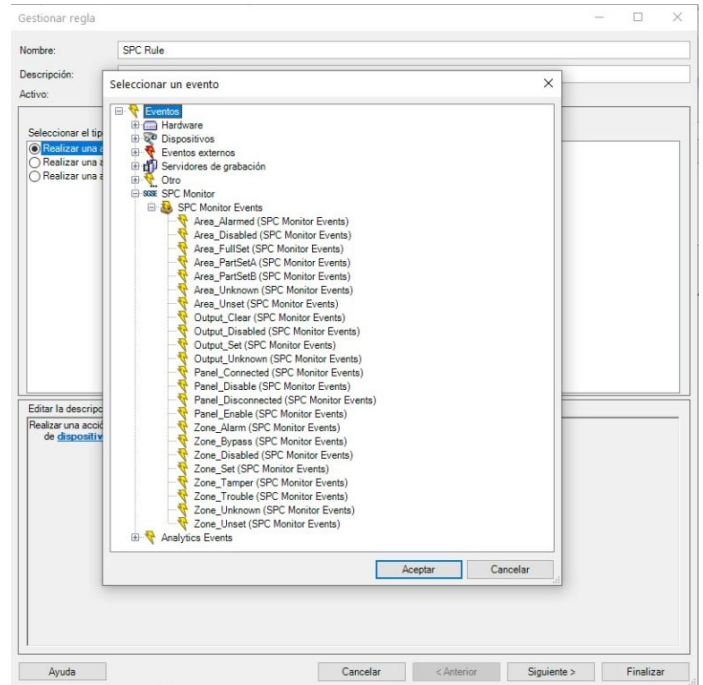 Gestionar regla
Nombre: SPC Rule
Descripción:
Activo:
Seleccionar el tip
Realizar una a
Realizar una a
Realizar una a
Seleccionar un evento
Eventos
Hardware
Dispositivos
Eventos externos
Servidores de grabación
Otro
SPC Monitor
SPC Monitor Events
Area_Alarmed (SPC Monitor Events)
Area_Disabled (SPC Monitor Events)
Area_FullSet (SPC Monitor Events)
Area_PartSetA (SPC Monitor Events)
Area_PartSetB (SPC Monitor Events)
Area_Unknown (SPC Monitor Events)
Area_Unset (SPC Monitor Events)
Output_Clear (SPC Monitor Events)
Output_Disabled (SPC Monitor Events)
Output_Set (SPC Monitor Events)
Output_Unknown (SPC Monitor Events)
Panel_Connected (SPC Monitor Events)
Panel_Disable (SPC Monitor Events)
Panel_Disconnected (SPC Monitor Events)
Panel_Enable (SPC Monitor Events)
Zone_Alarm (SPC Monitor Events)
Zone_Bypass (SPC Monitor Events)
Zone_Disabled (SPC Monitor Events)
Zone_Set (SPC Monitor Events)
Zone_Tamper (SPC Monitor Events)
Zone_Trouble (SPC Monitor Events)
Zone_Unknown (SPC Monitor Events)
Zone_Unset (SPC Monitor Events)
Analytics Events
Aceptar Cancelar
Editar la descripc
Realizar una acció
de dispositiv
Ayuda Cancelar < Anterior Siguiente > Finalizar